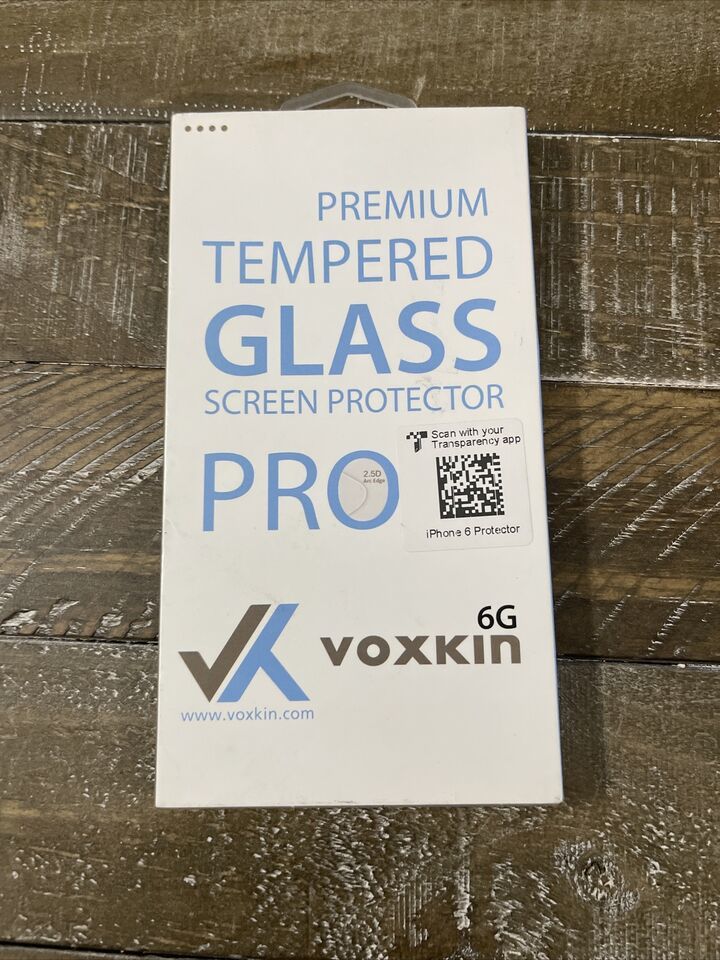 PREMIUM
TEMPERED
GLASS
SCREEN PROTECTOR
PRO
2.5D
Arc Edge
Scan with your
Transparency app
iPhone 6 Protector
6G
VOXKIN
www.voxkin.com